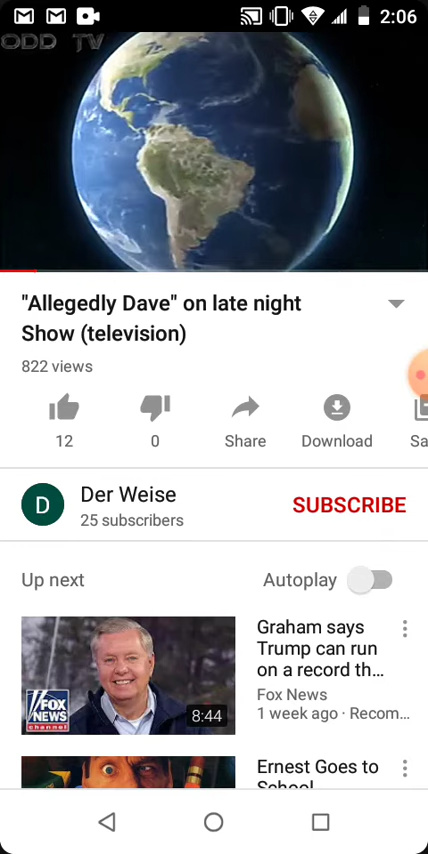 2:06
ODD TV
"Allegedly Dave" on late night
Show (television)
822 views
12
0
Share
Download
Sa
D
Der Weise
25 subscribers
SUBSCRIBE
Up next
Autoplay
Graham says
Trump can run
on a record th...
Fox News
1 week ago · Recom...
FOX
NEWS
channel
8:44
Ernest Goes to
School